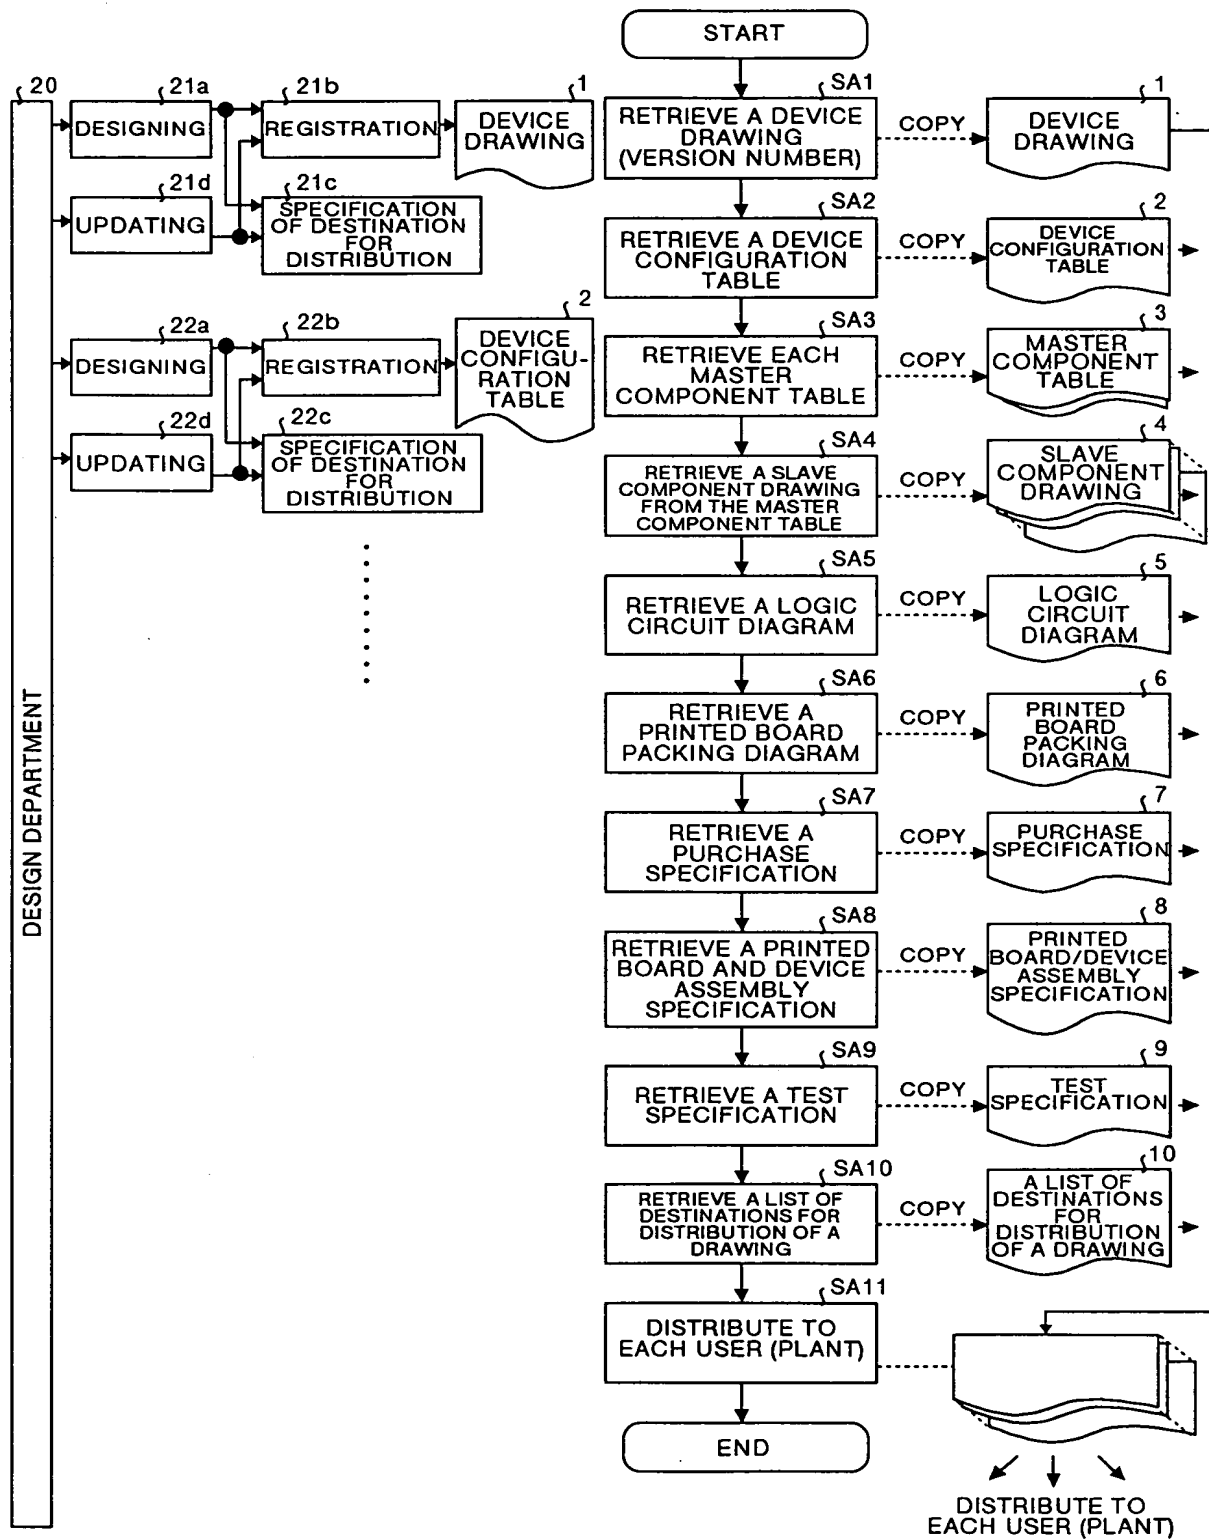 START
20
DESIGN DEPARTMENT
21a
DESIGNING
21b
REGISTRATION
1
DEVICE
DRAWING
21d
UPDATING
21c
SPECIFICATION
OF DESTINATION
FOR
DISTRIBUTION
22a
DESIGNING
22b
REGISTRATION
2
DEVICE
CONFIGU-
RATION
TABLE
22d
UPDATING
22c
SPECIFICATION
OF DESTINATION
FOR
DISTRIBUTION
SA1
RETRIEVE A DEVICE
DRAWING
(VERSION NUMBER)
COPY
1
DEVICE
DRAWING
SA2
RETRIEVE A DEVICE
CONFIGURATION
TABLE
COPY
2
DEVICE
CONFIGURATION
TABLE
SA3
RETRIEVE EACH
MASTER
COMPONENT TABLE
COPY
3
MASTER
COMPONENT
TABLE
SA4
RETRIEVE A SLAVE
COMPONENT DRAWING
FROM THE MASTER
COMPONENT TABLE
COPY
4
SLAVE
COMPONENT
DRAWING
SA5
RETRIEVE A LOGIC
CIRCUIT DIAGRAM
COPY
5
LOGIC
CIRCUIT
DIAGRAM
SA6
RETRIEVE A
PRINTED BOARD
PACKING DIAGRAM
COPY
6
PRINTED
BOARD
PACKING
DIAGRAM
SA7
RETRIEVE A
PURCHASE
SPECIFICATION
COPY
7
PURCHASE
SPECIFICATION
SA8
RETRIEVE A PRINTED
BOARD AND DEVICE
ASSEMBLY
SPECIFICATION
COPY
8
PRINTED
BOARD/DEVICE
ASSEMBLY
SPECIFICATION
SA9
RETRIEVE A TEST
SPECIFICATION
COPY
9
TEST
SPECIFICATION
SA10
RETRIEVE A LIST OF
DESTINATIONS FOR
DISTRIBUTION OF A
DRAWING
COPY
10
A LIST OF
DESTINATIONS
FOR
DISTRIBUTION
OF A DRAWING
SA11
DISTRIBUTE TO
EACH USER (PLANT)
END
DISTRIBUTE TO
EACH USER (PLANT)